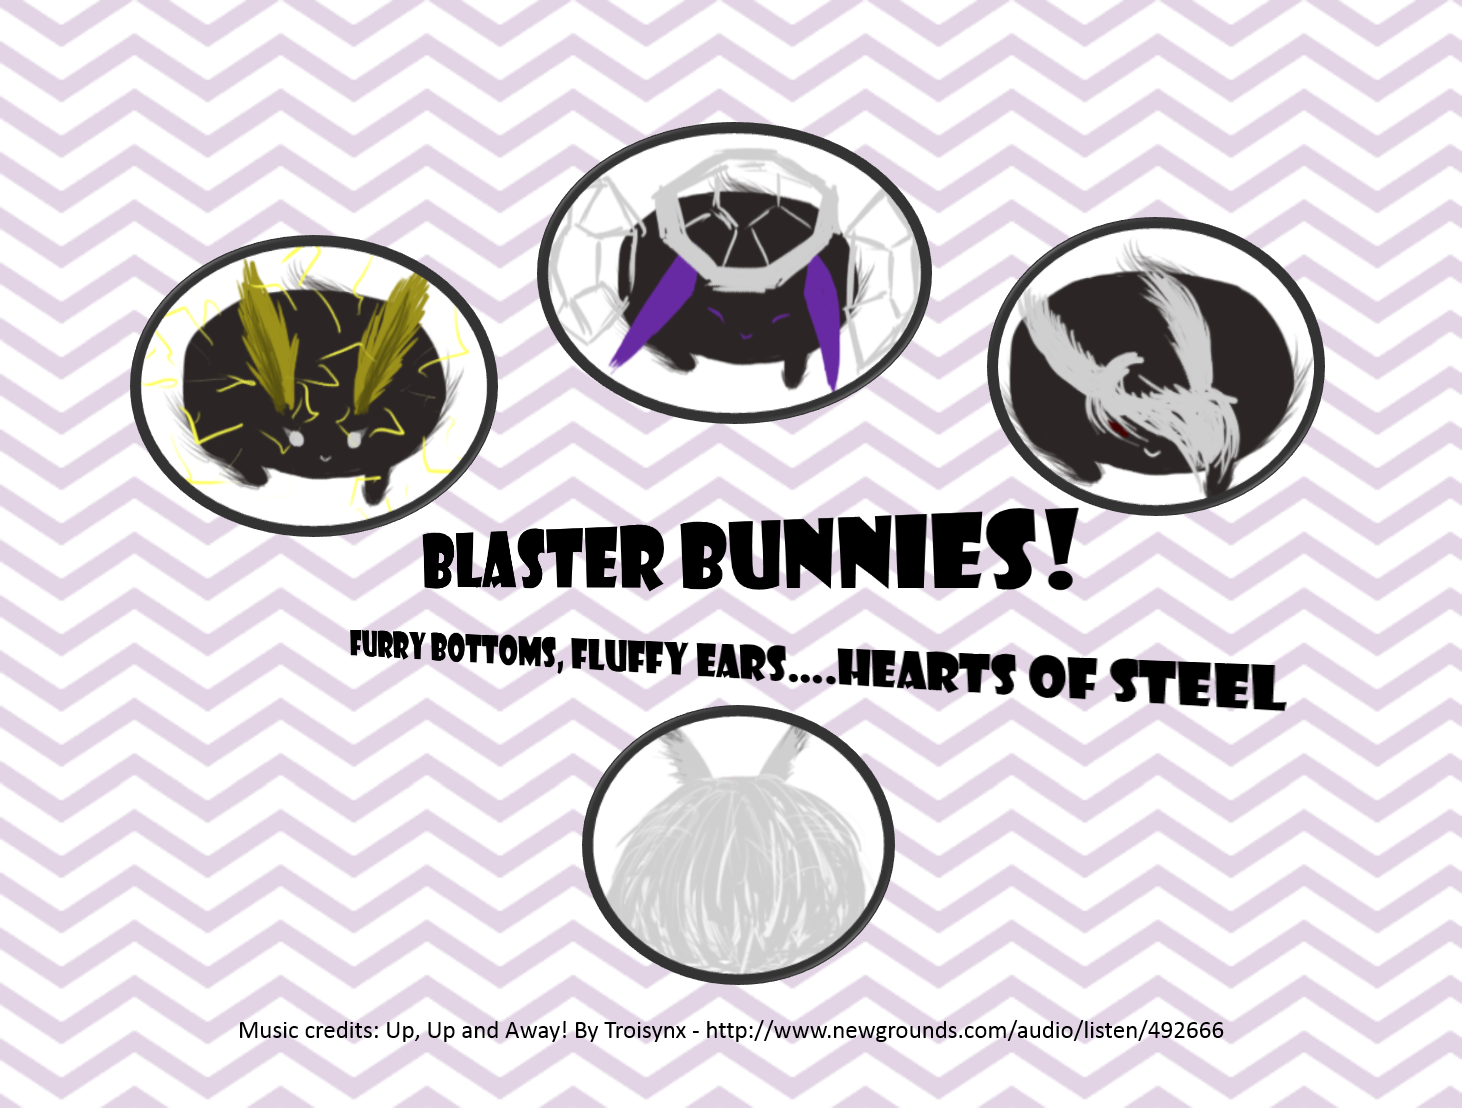 BLASTER BUNNIES!
FURRY BOTTOMS, FLUFFY EARS....HEARTS OF STEEL
Music credits: Up, Up and Away! By Troisynx - http://www.newgrounds.com/audio/listen/492666